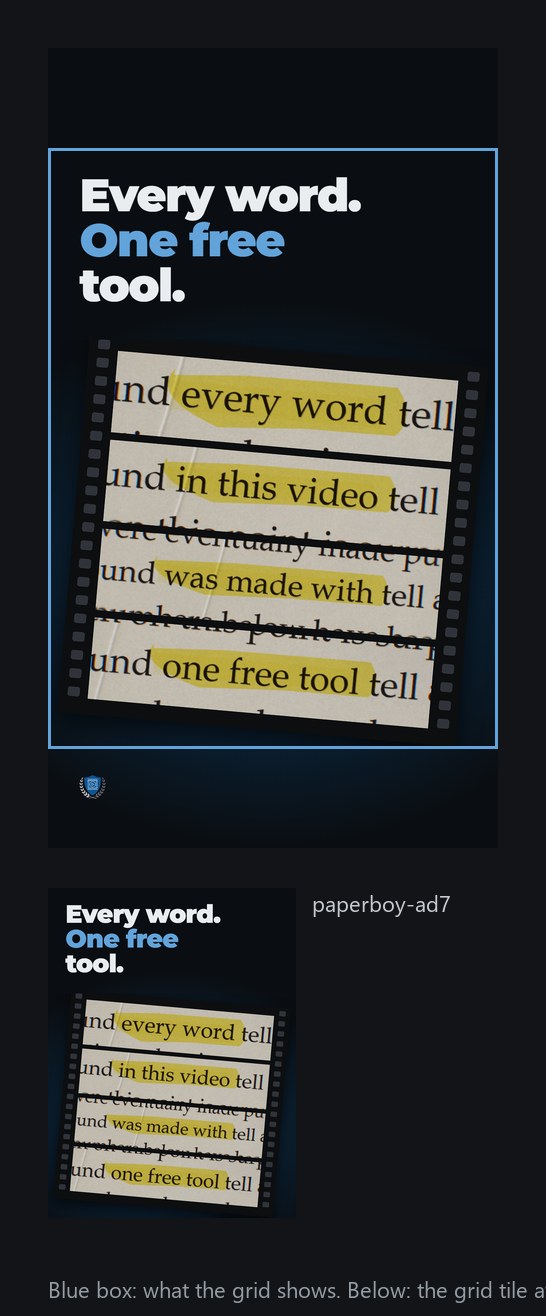 Every word.
One free
tool.
und every word tell
und in this video tell
und was made with tell a
und one free tool tell
Every word.
One free
tool.
paperboy-ad7
und every word tell
und in this video tell
und was made with tell a
und one free tool tell
Blue box: what the grid shows. Below: the grid tile a